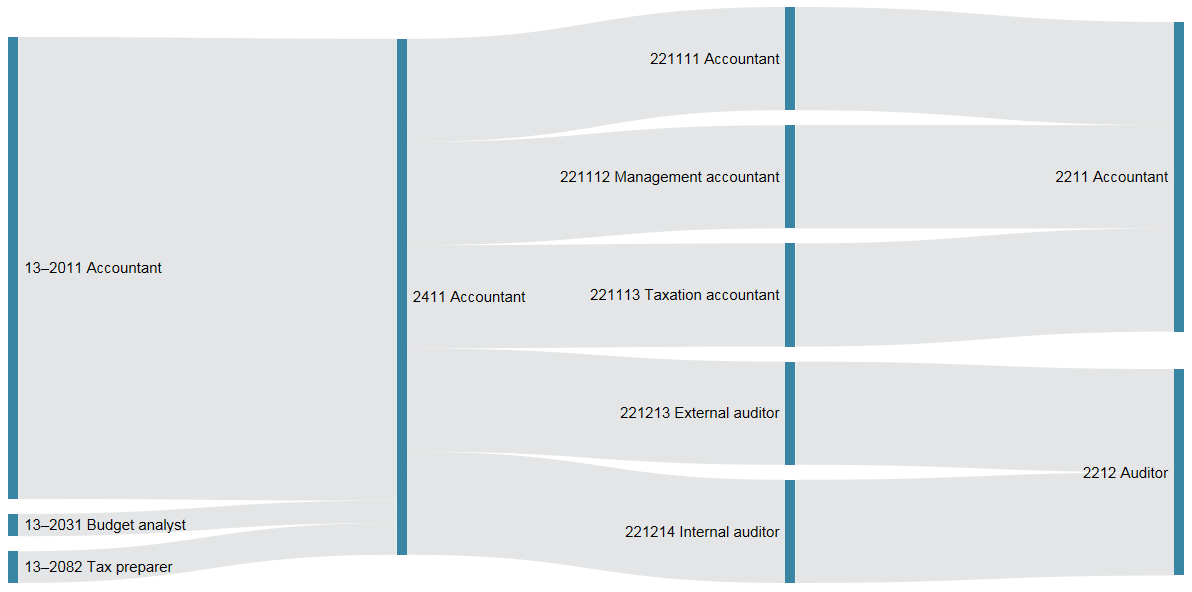 13–2011 Accountant
13–2031 Budget analyst
13–2082 Tax preparer
2411 Accountant
221111 Accountant
221112 Management accountant
221113 Taxation accountant
221213 External auditor
221214 Internal auditor
2211 Accountant
2212 Auditor